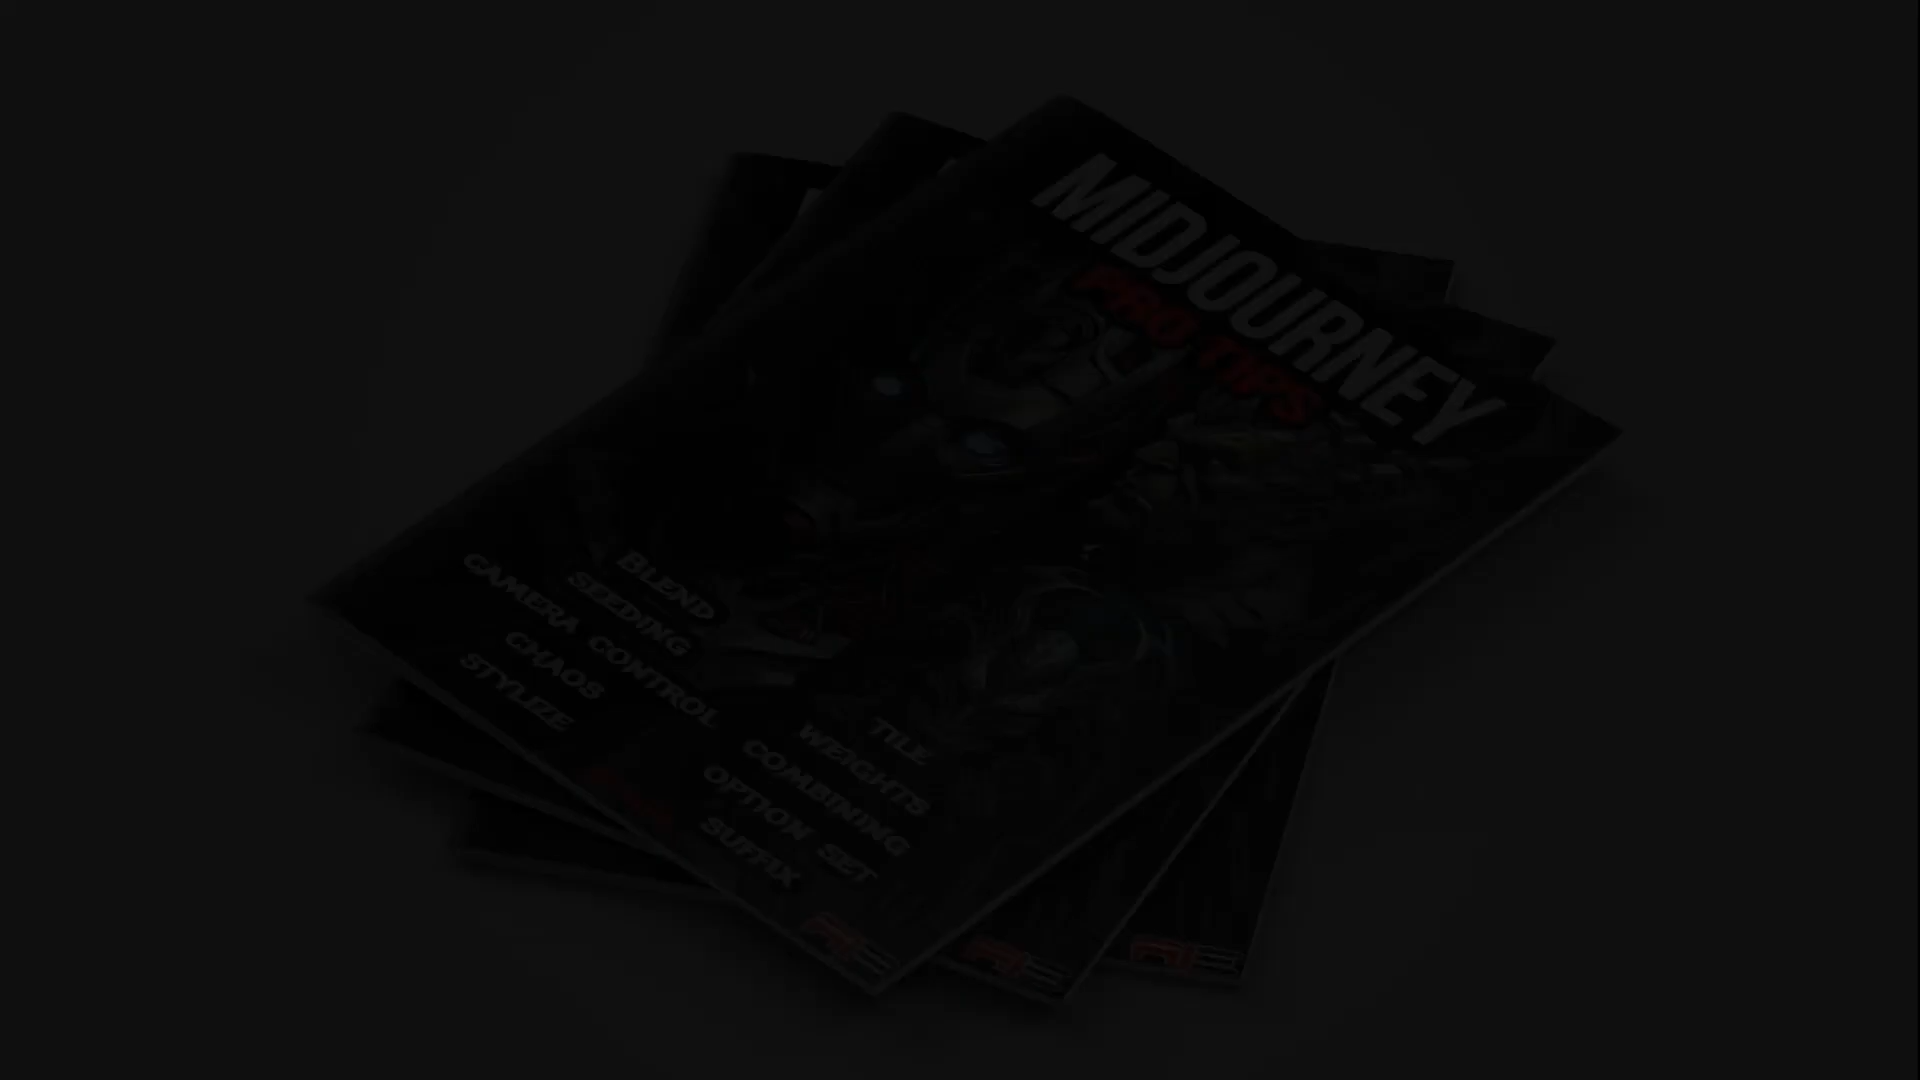 MIDJOURNEY
PRO TIPS
BLEND
SEEDING
CAMERA CONTROL
CHAOS
STYLIZE
TILE
WEIGHTS
COMBINING
OPTION SET
SUFFIX